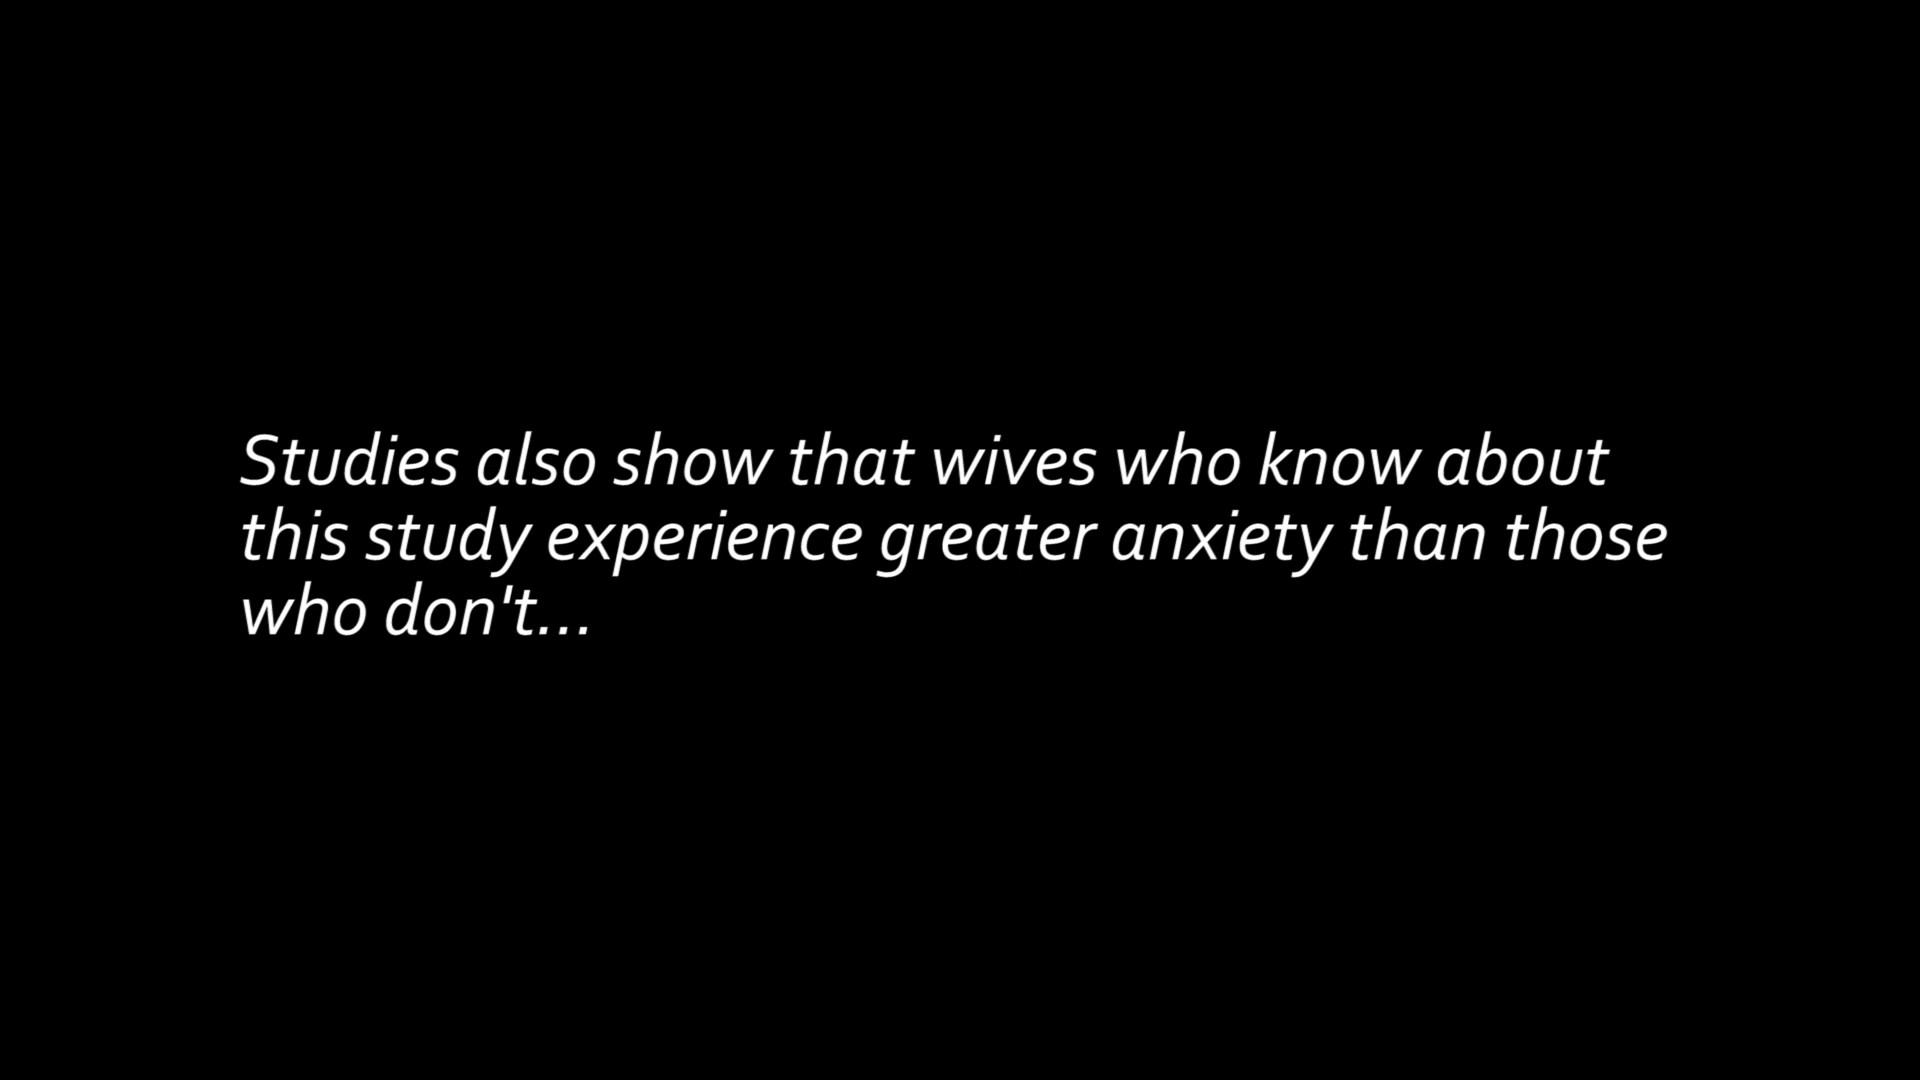 Studies also show that wives who know about
this study experience greater anxiety than those
who don't...